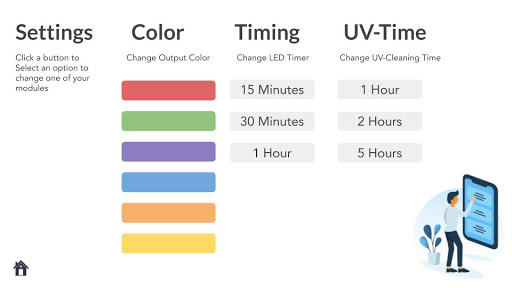 Settings
Click a button to
Select an option to
change one of your
modules
Color
Change Output Color
Timing
Change LED Timer
15 Minutes
30 Minutes
1 Hour
UV-Time
Change UV-Cleaning Time
1 Hour
2 Hours
5 Hours